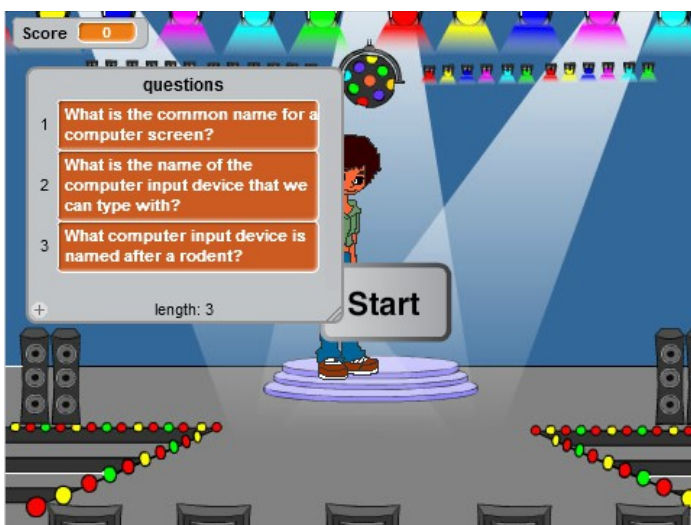 Score 0
questions
1 What is the common name for a
computer screen?
2 What is the name of the
computer input device that we
can type with?
3 What computer input device is
named after a rodent?
+ length: 3
Start